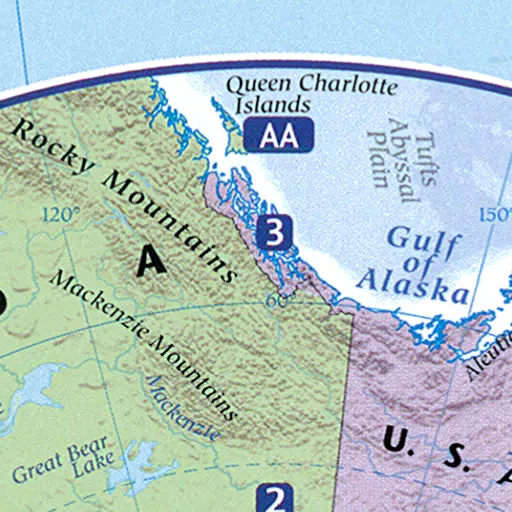 Queen Charlotte
Islands
AA
Tufts
Abyssal
Plain
Rocky Mountains
120°
150°
3
Gulf
of
Alaska
A
60°
Mackenzie Mountains
Mackenzie
Great Bear
Lake
U. S.
2